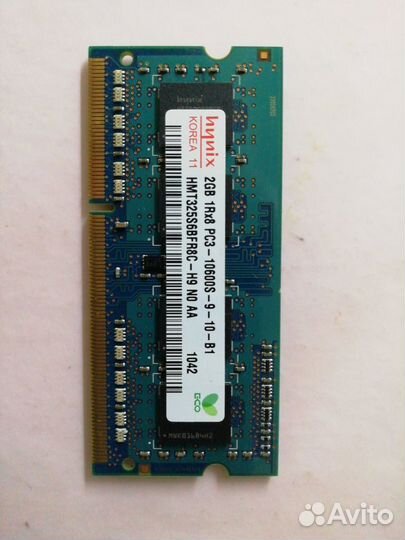 hynix
KOREA 11
2GB 1Rx8 PC3-10600S-9-10-B1
HMT325S6BFR8C-H9 N0 AA
1042
ECO
Avito